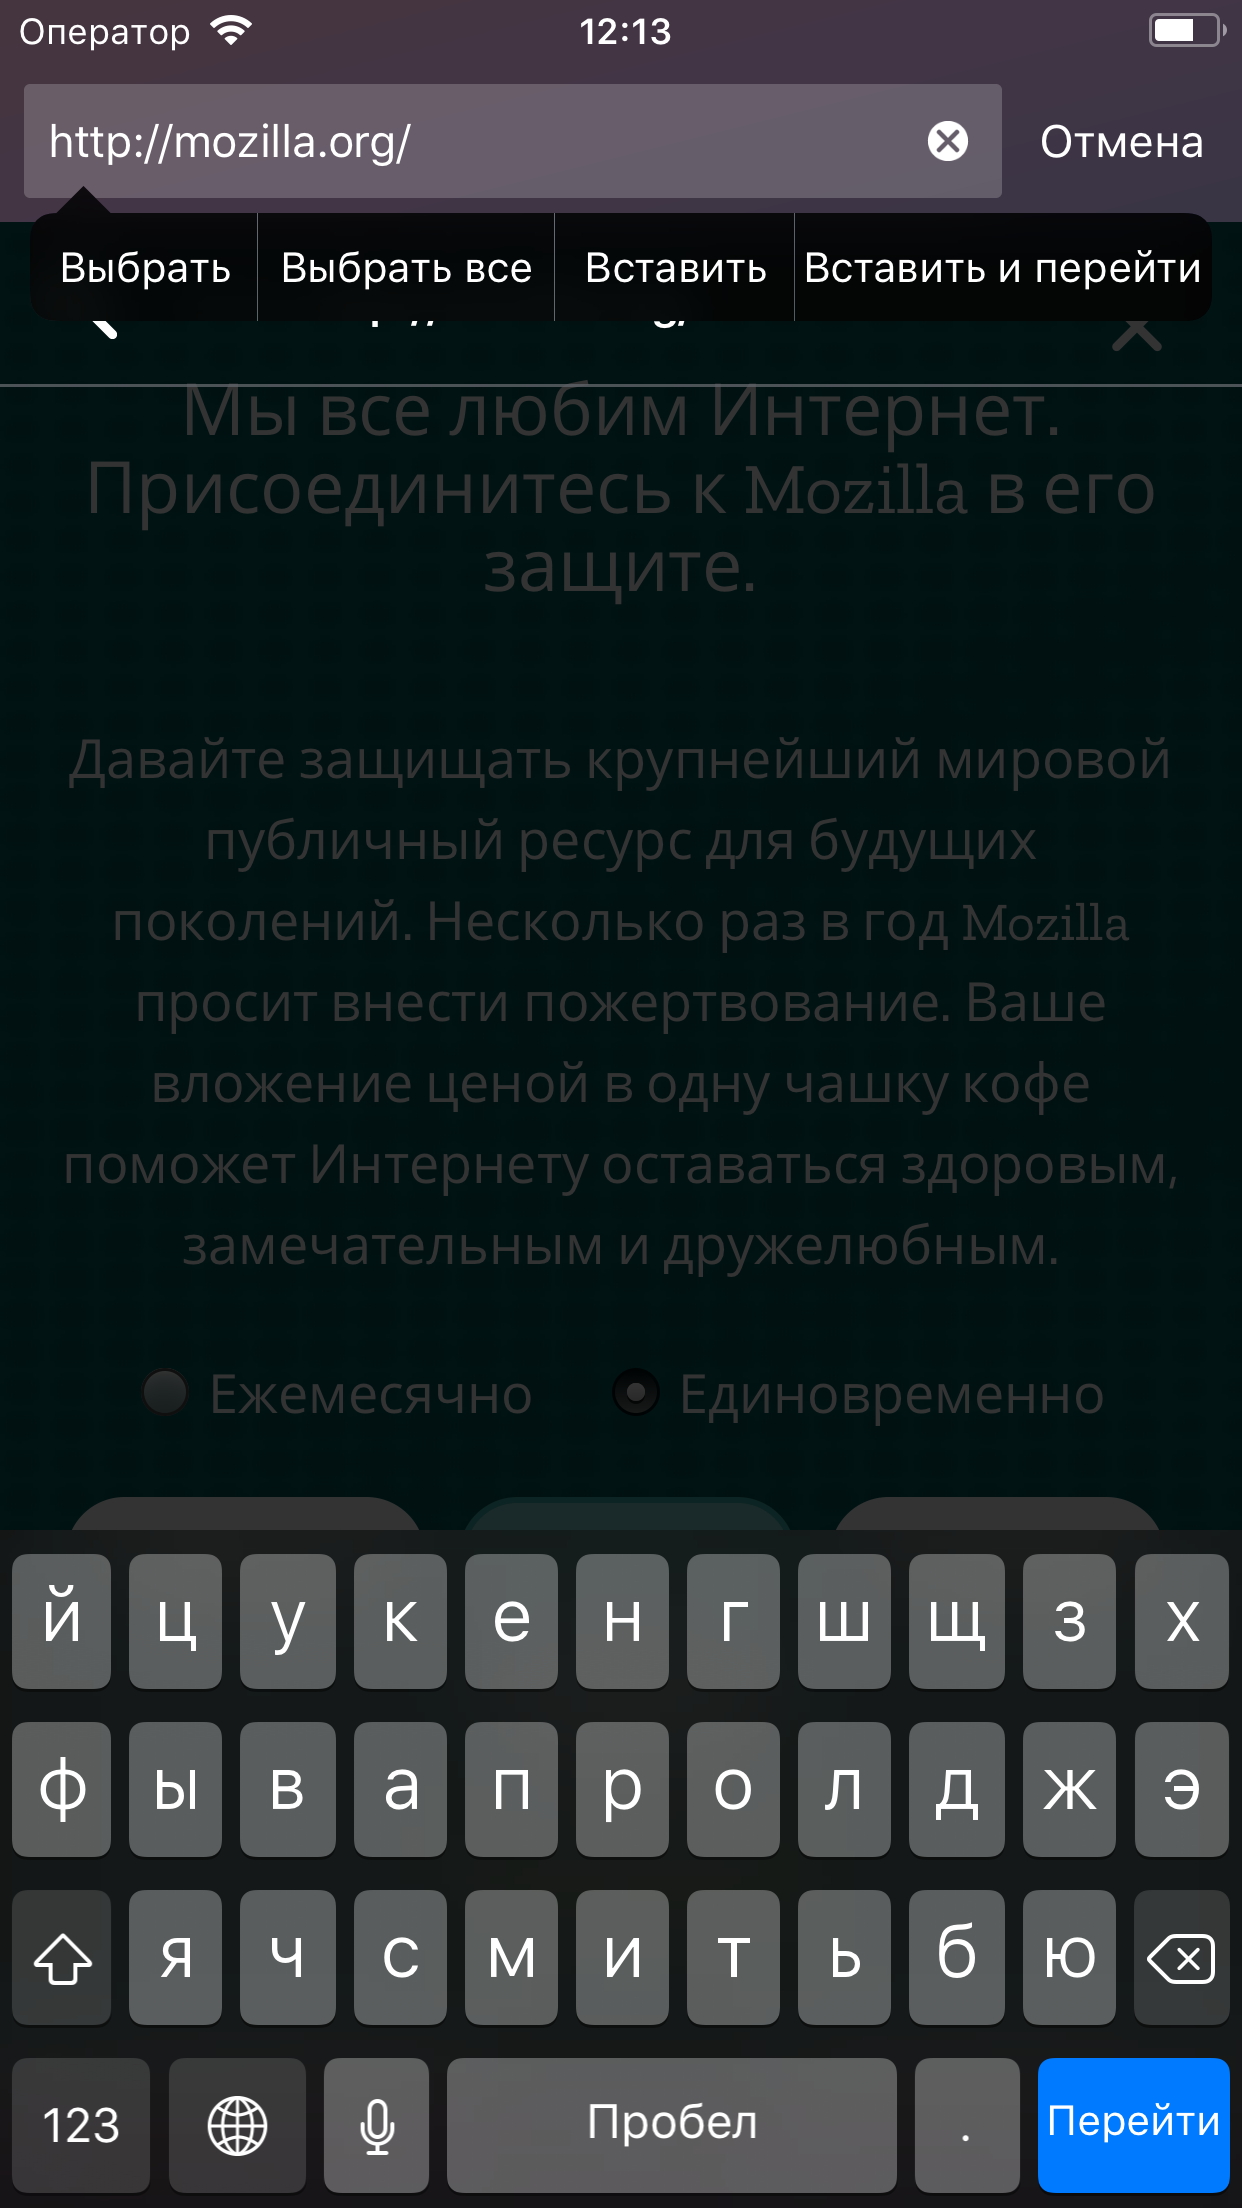 Оператор 12:13
http://mozilla.org/ Отмена
Выбрать Выбрать все Вставить Вставить и перейти
Мы все любим Интернет.
Присоединитесь к Mozilla в его
защите.
Давайте защищать крупнейший мировой
публичный ресурс для будущих
поколений. Несколько раз в год Mozilla
просит внести пожертвование. Ваше
вложение ценой в одну чашку кофе
поможет Интернету оставаться здоровым,
замечательным и дружелюбным.
Ежемесячно Единовременно
й ц у к е н г ш щ з х
ф ы в а п р о л д ж э
я ч с м и т ь б ю
123 Пробел . Перейти